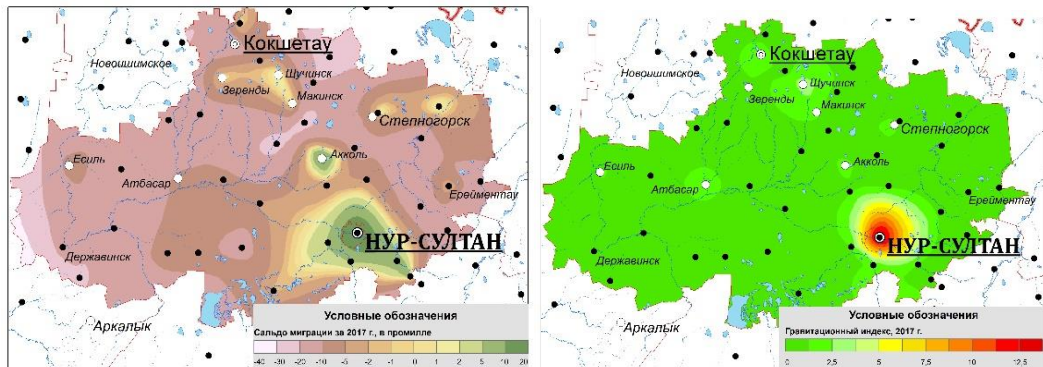 Кокшетау
Новоишимское
Щучинск
Зеренды
Макинск
Степногорск
Есиль
Акколь
Атбасар
Ерейментау
НУР-СУЛТАН
Державинск
Аркалык
Условные обозначения
Сальдо миграции за 2017 г., в промилле
-40 -30 -20 -10 -5 -2 -1 1 2 5 10 20
Кокшетау
Новоишимское
Щучинск
Зеренды
Макинск
Степногорск
Есиль
Акколь
Атбасар
Ерейментау
НУР-СУЛТАН
Державинск
Аркалык
Условные обозначения
Гравитационный индекс, 2017 г.
0 2,5 5 7,5 10 12,5